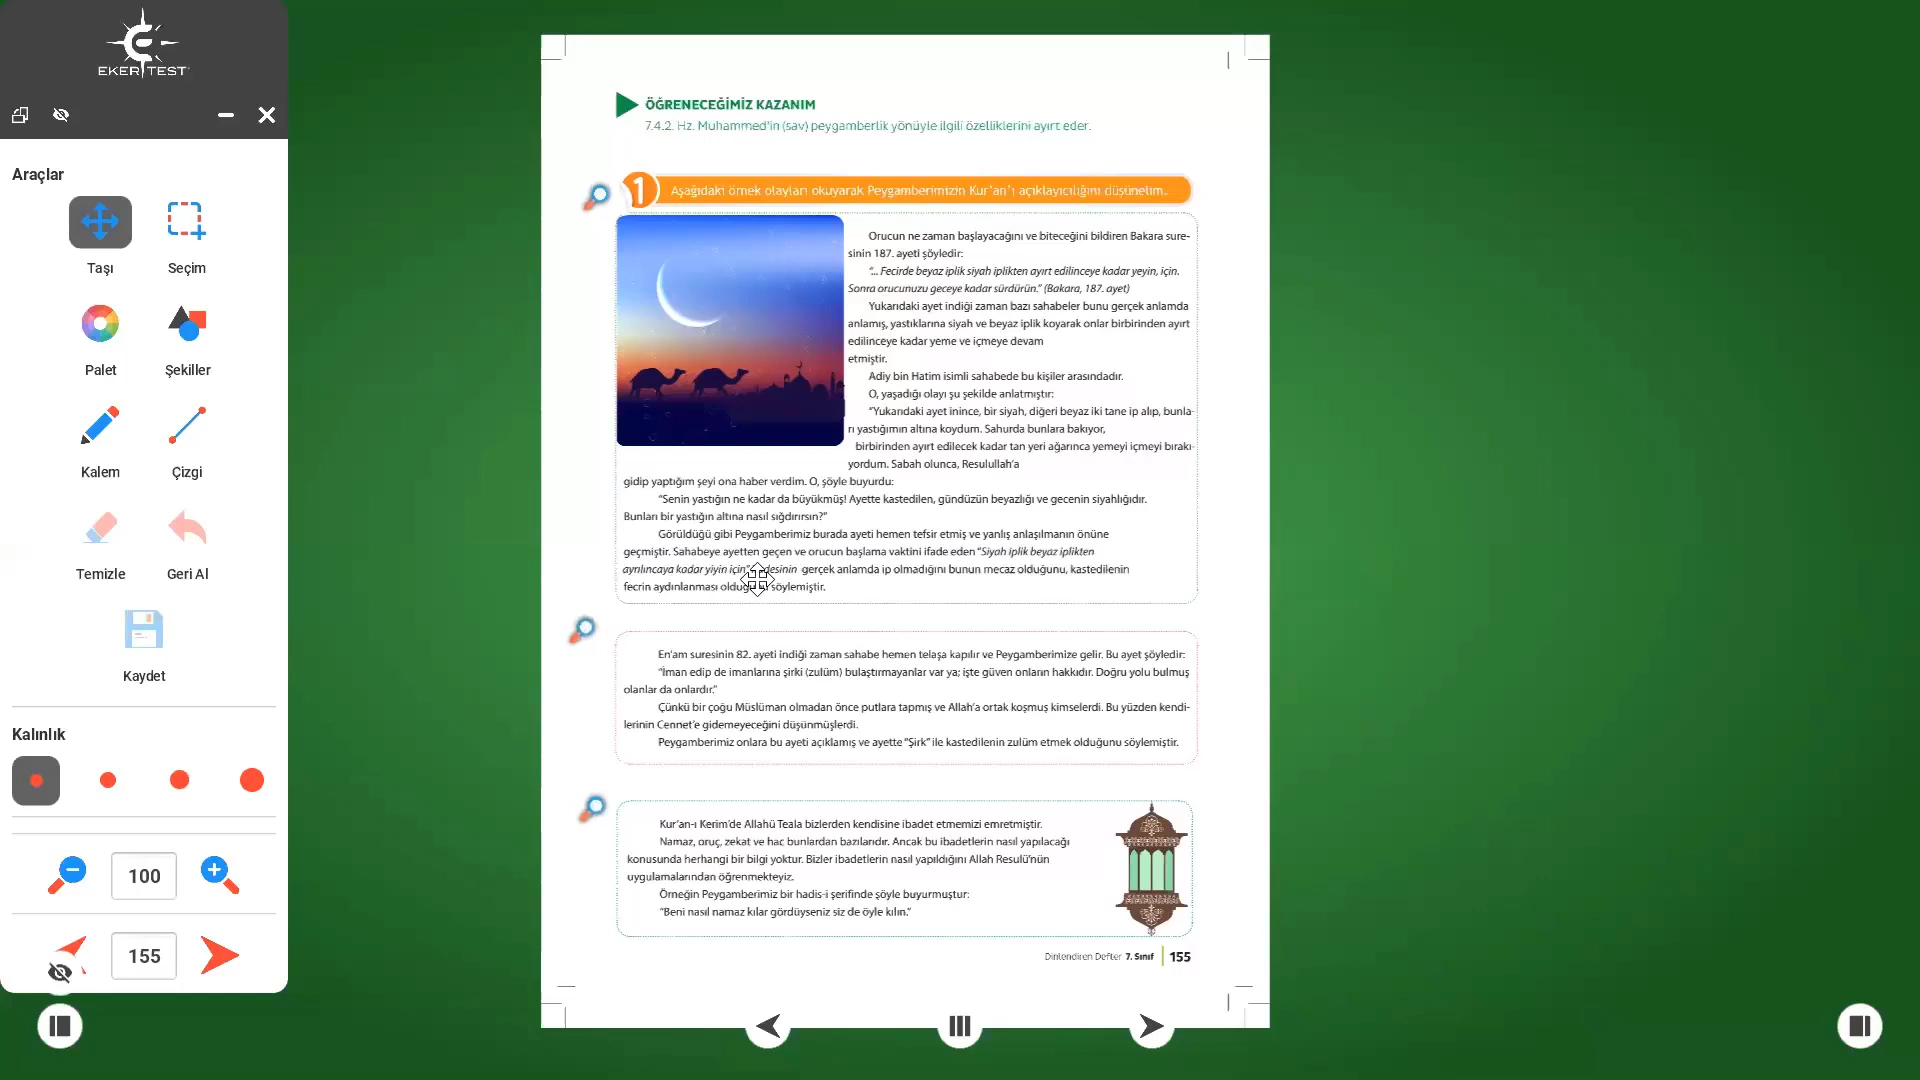 EKER TEST
Araçlar
Taşı
Seçim
Palet
Şekiller
Kalem
Çizgi
Temizle
Geri Al
Kaydet
Kalınlık
100
155
ÖĞRENECEĞİMİZ KAZANIM
7.4.2. Hz. Muhammed'in (sav) peygamberlik yönüyle ilgili özelliklerini ayırt eder.
1 Aşağıdaki örnek olayları okuyarak Peygamberimizin Kur'an'ı açıklayıcılığını düşünelim.
Orucun ne zaman başlayacağını ve biteceğini bildiren Bakara sure-
sinin 187. ayeti şöyledir:
"... Fecirde beyaz iplik siyah iplikten ayırt edilinceye kadar yeyin, için.
Sonra orucunuzu geceye kadar sürdürün." (Bakara, 187. ayet)
Yukarıdaki ayet indiği zaman bazı sahabeler bunu gerçek anlamda
anlamış, yastıklarına siyah ve beyaz iplik koyarak onlar birbirinden ayırt
edilinceye kadar yeme ve içmeye devam
etmiştir.
Adiy bin Hatim isimli sahabede bu kişiler arasındadır.
O, yaşadığı olayı şu şekilde anlatmıştır:
"Yukarıdaki ayet inince, bir siyah, diğeri beyaz iki tane ip alıp, bunla-
rı yastığımın altına koydum. Sahurda bunlara bakıyor,
birbirinden ayırt edilecek kadar tan yeri ağarınca yemeyi içmeyi bırakı-
yordum. Sabah olunca, Resulullah'a
gidip yaptığım şeyi ona haber verdim. O, şöyle buyurdu:
"Senin yastığın ne kadar da büyükmüş! Ayette kastedilen, gündüzün beyazlığı ve gecenin siyahlığıdır.
Bunları bir yastığın altına nasıl sığdırırsın?"
Görüldüğü gibi Peygamberimiz burada ayeti hemen tefsir etmiş ve yanlış anlaşılmanın önüne
geçmiştir. Sahabeye ayetten geçen ve orucun başlama vaktini ifade eden "Siyah iplik beyaz iplikten
ayrılıncaya kadar yiyin için" gerçek anlamda ip olmadığını bunun mecaz olduğunu, kastedilenin
fecrin aydınlanması söylemiştir.
En'am suresinin 82. ayeti indiği zaman sahabe hemen telaşa kapılır ve Peygamberimize gelir. Bu ayet şöyledir:
"İman edip de imanlarına şirki (zulüm) bulaştırmayanlar var ya; işte güven onların hakkıdır. Doğru yolu bulmuş
olanlar da onlardır."
Çünkü bir çoğu Müslüman olmadan önce putlara tapmış ve Allah'a ortak koşmuş kimselerdi. Bu yüzden kendi-
lerinin Cennet'e gidemeyeceğini düşünmüşlerdi.
Peygamberimiz onlara bu ayeti açıklamış ve ayette "Şirk" ile kastedilenin zulüm etmek olduğunu söylemiştir.
Kur'an-ı Kerim'de Allahü Teala bizlerden kendisine ibadet etmemizi emretmiştir.
Namaz, oruç, zekat ve hac bunlardan bazılarıdır. Ancak bu ibadetlerin nasıl yapılacağı
konusunda herhangi bir bilgi yoktur. Bizler ibadetlerin nasıl yapıldığını Allah Resulü'nün
uygulamalarından öğrenmekteyiz.
Örneğin Peygamberimiz bir hadis-i şerifinde şöyle buyurmuştur:
"Beni nasıl namaz kılar gördüyseniz siz de öyle kılın."
Dinlendiren Defter 7. Sınıf 155